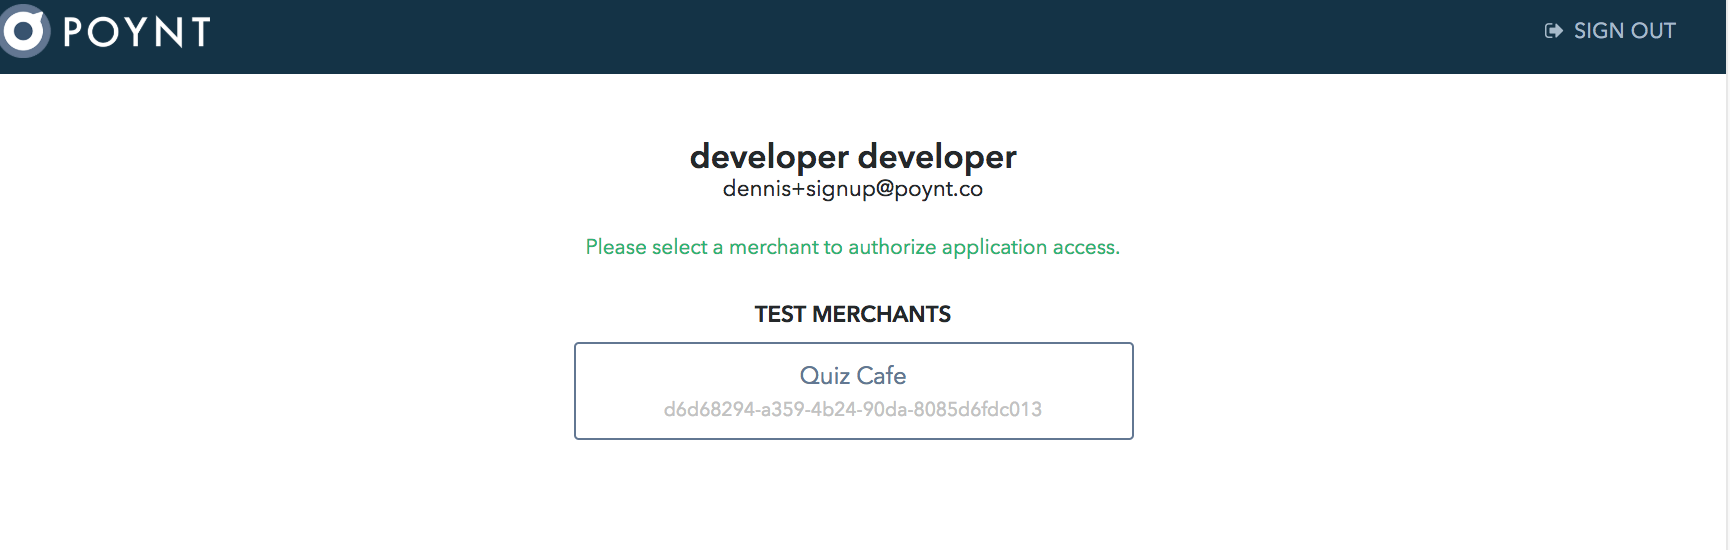 POYNT
SIGN OUT
developer developer
dennis+signup@poynt.co
Please select a merchant to authorize application access.
TEST MERCHANTS
Quiz Cafe
d6d68294-a359-4b24-90da-8085d6fdc013